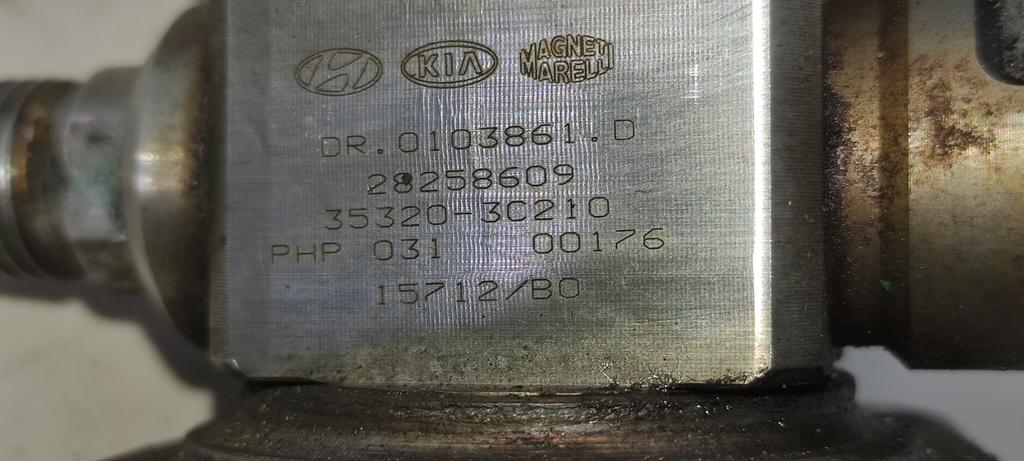 KIA MAGNETI MARELLI
DR.0103861.D
28258609
35320-3C210
PHP 031 00176
15712/B0